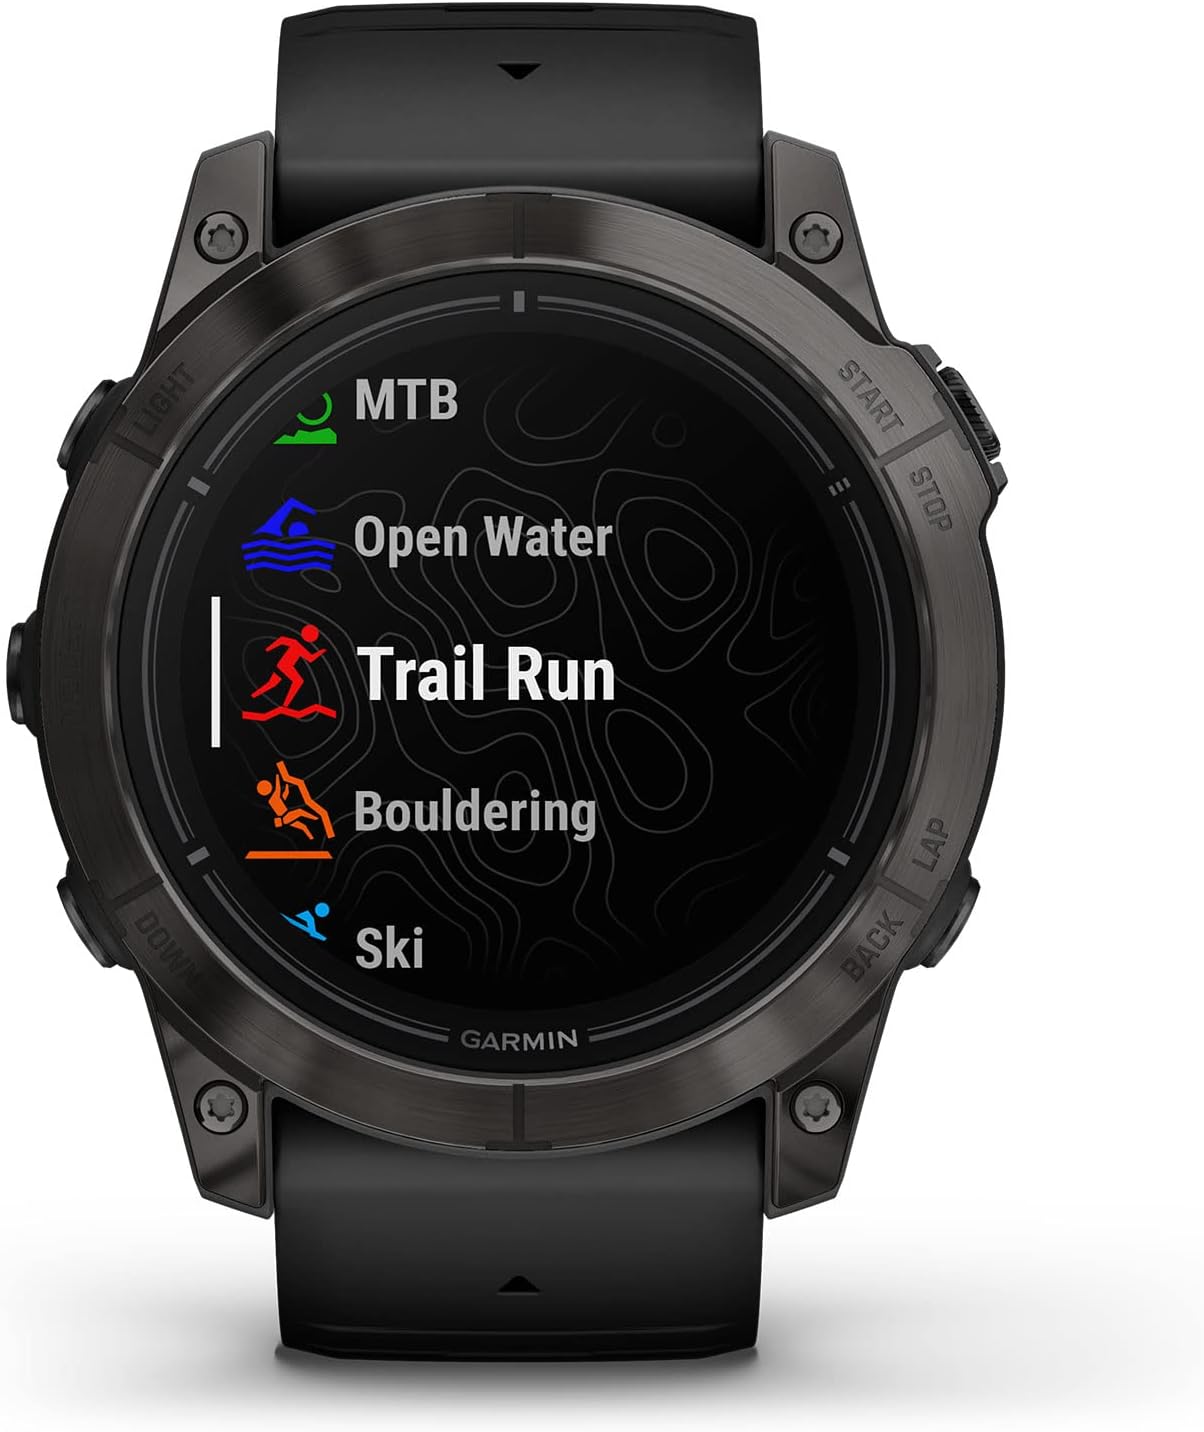 LIGHT
START
STOP
MTB
Open Water
Trail Run
Bouldering
Ski
LAP
BACK
DOWN
GARMIN